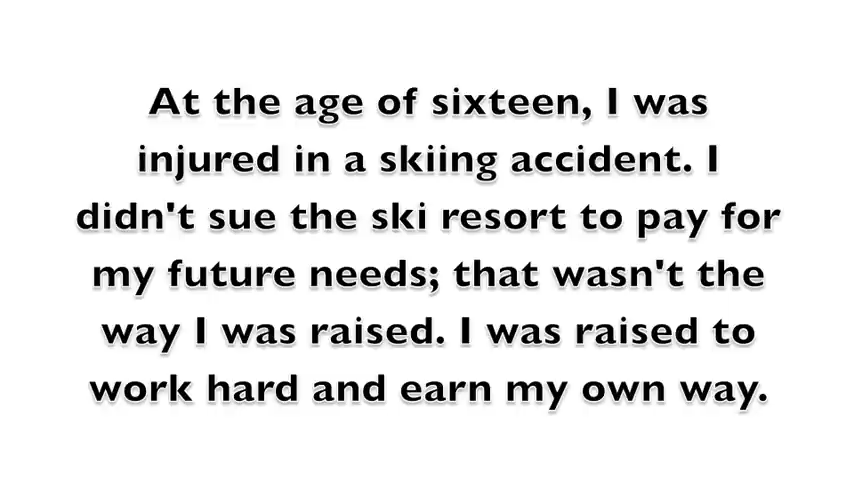 At the age of sixteen, I was
injured in a skiing accident. I
didn't sue the ski resort to pay for
my future needs; that wasn't the
way I was raised. I was raised to
work hard and earn my own way.